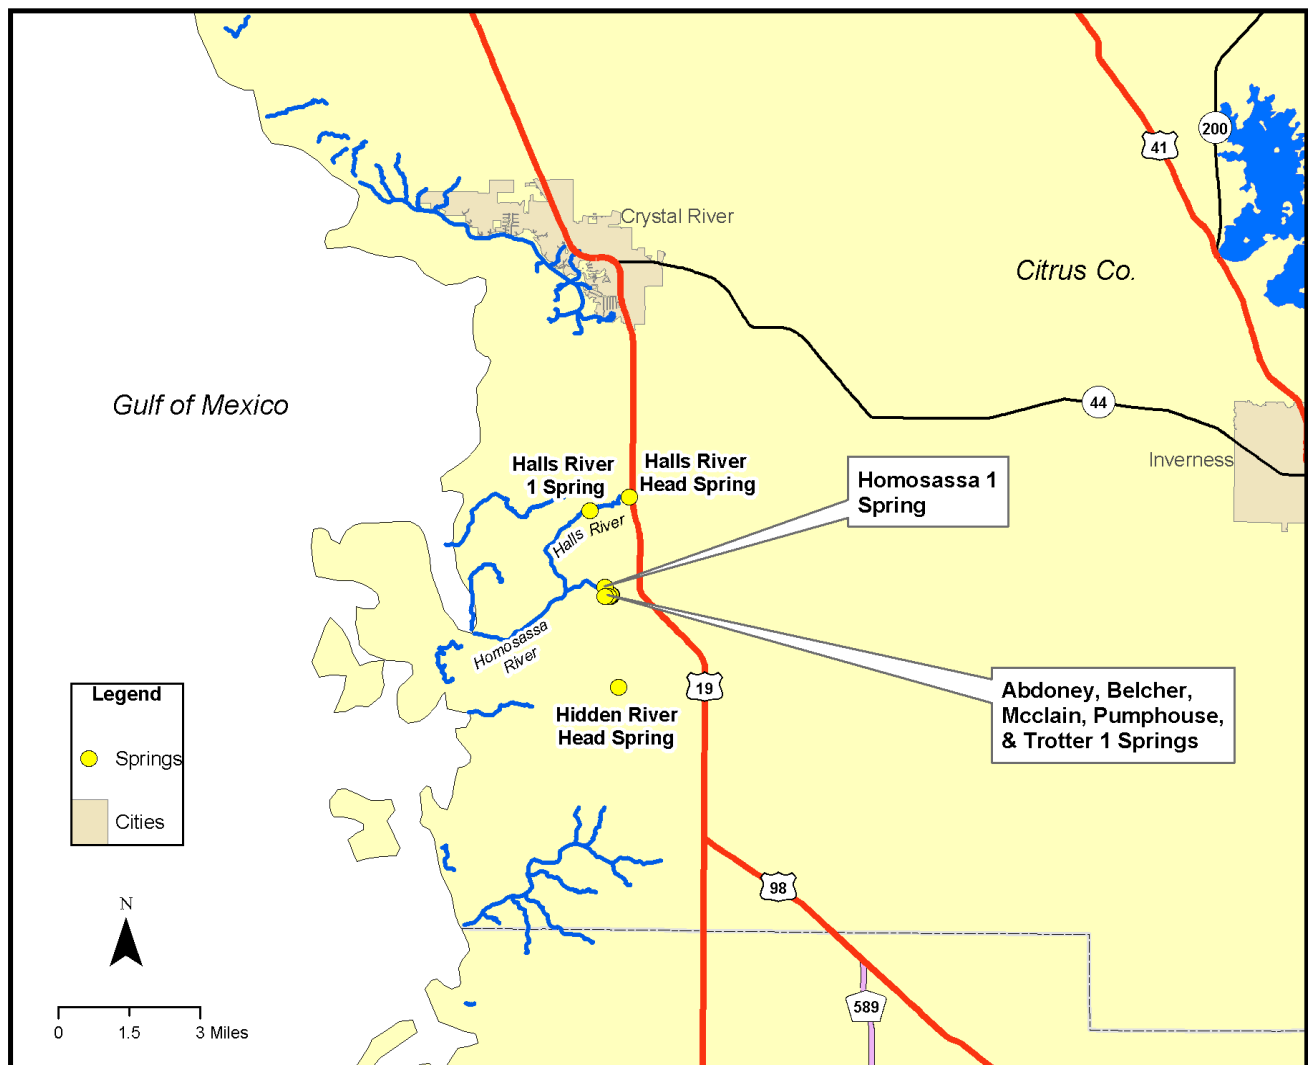 200
41
Crystal River
Citrus Co.
Gulf of Mexico
44
Inverness
Halls River
1 Spring
Halls River
Head Spring
Homosassa 1
Spring
Halls River
Homosassa
River
19
Abdoney, Belcher,
Mcclain, Pumphouse,
& Trotter 1 Springs
Hidden River
Head Spring
Legend
Springs
Cities
98
N
589
0 1.5 3 Miles